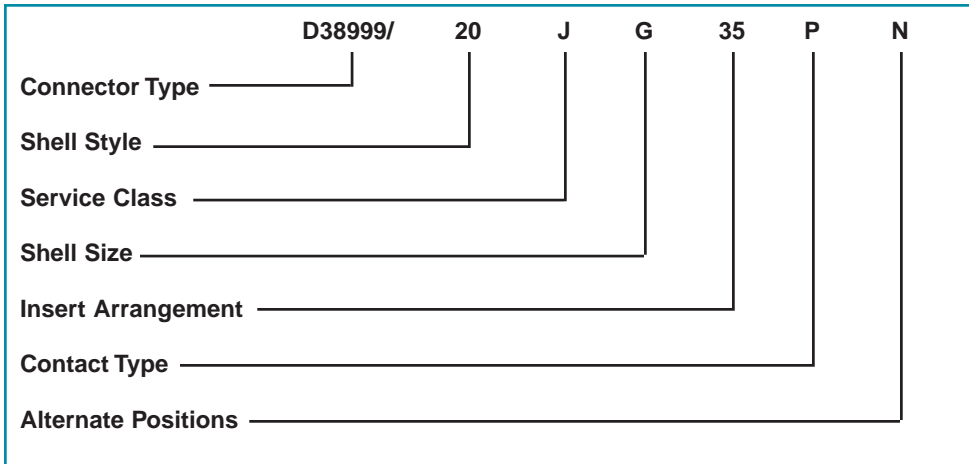 D38999/ 20 J G 35 P N
Connector Type
Shell Style
Service Class
Shell Size
Insert Arrangement
Contact Type
Alternate Positions